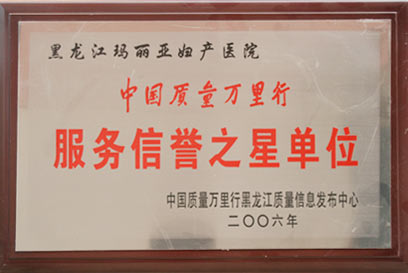 黑龙江玛丽亚妇产医院
中国质量万里行
服务信誉之星单位
中国质量万里行黑龙江质量信息发布中心
二〇〇六年